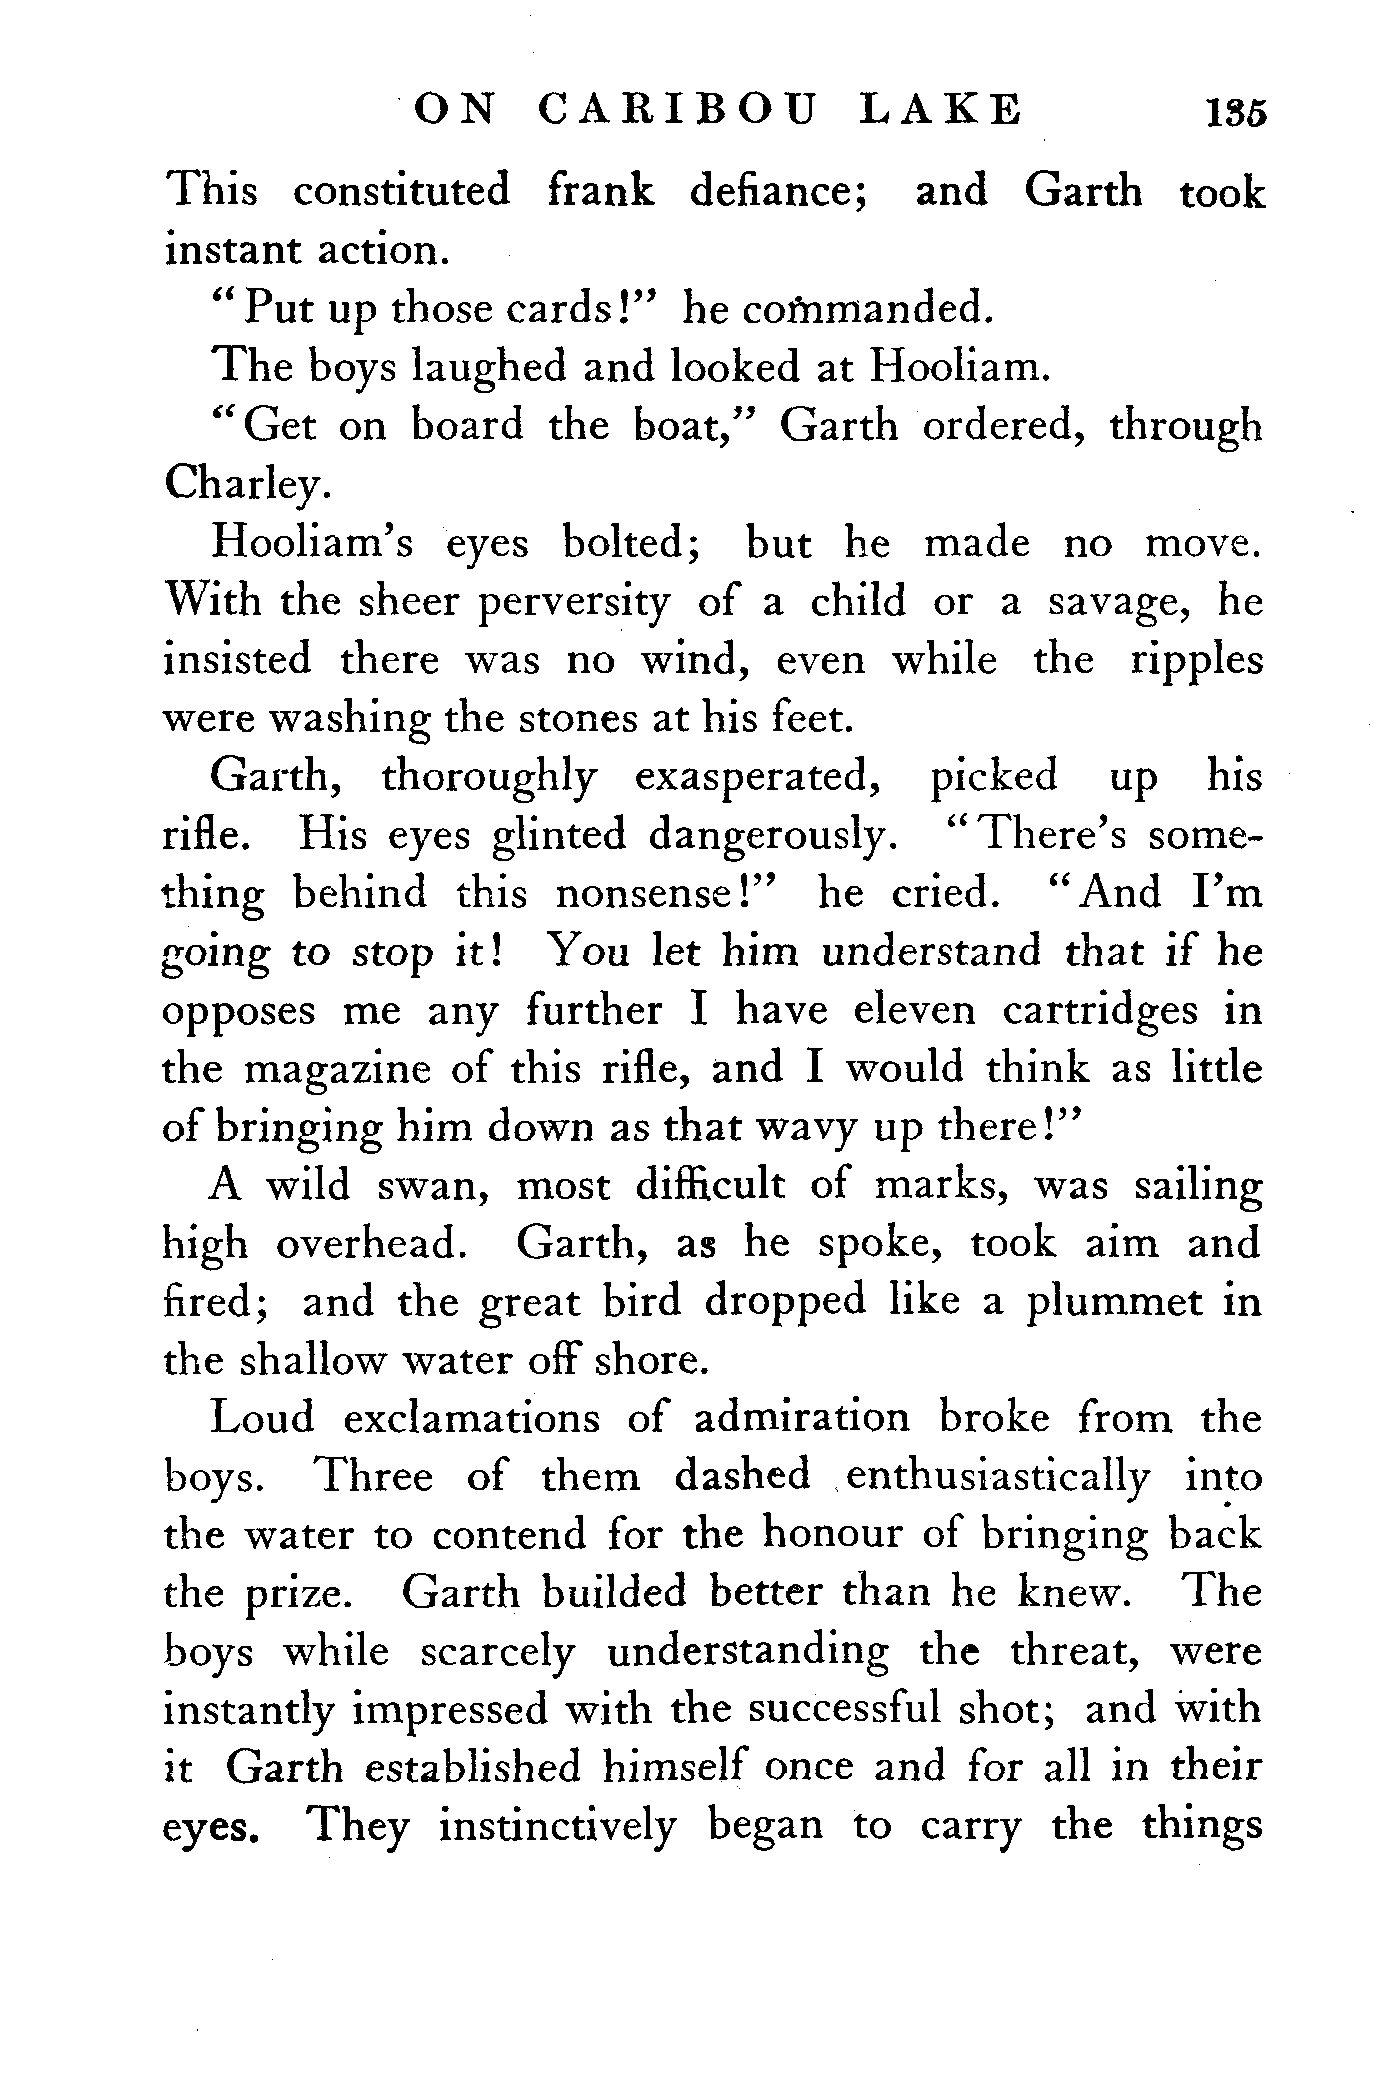 ON CARIBOU LAKE 135
This constituted frank defiance; and Garth took
instant action.
“Put up those cards!” he commanded.
The boys laughed and looked at Hooliam.
“Get on board the boat,” Garth ordered, through
Charley.
Hooliam’s eyes bolted; but he made no move.
With the sheer perversity of a child or a savage, he
insisted there was no wind, even while the ripples
were washing the stones at his feet.
Garth, thoroughly exasperated, picked up his
rifle. His eyes glinted dangerously. “There’s some-
thing behind this nonsense!” he cried. “And I’m
going to stop it! You let him understand that if he
opposes me any further I have eleven cartridges in
the magazine of this rifle, and I would think as little
of bringing him down as that wavy up there!”
A wild swan, most difficult of marks, was sailing
high overhead. Garth, as he spoke, took aim and
fired; and the great bird dropped like a plummet in
the shallow water off shore.
Loud exclamations of admiration broke from the
boys. Three of them dashed enthusiastically into
the water to contend for the honour of bringing back
the prize. Garth builded better than he knew. The
boys while scarcely understanding the threat, were
instantly impressed with the successful shot; and with
it Garth established himself once and for all in their
eyes. They instinctively began to carry the things